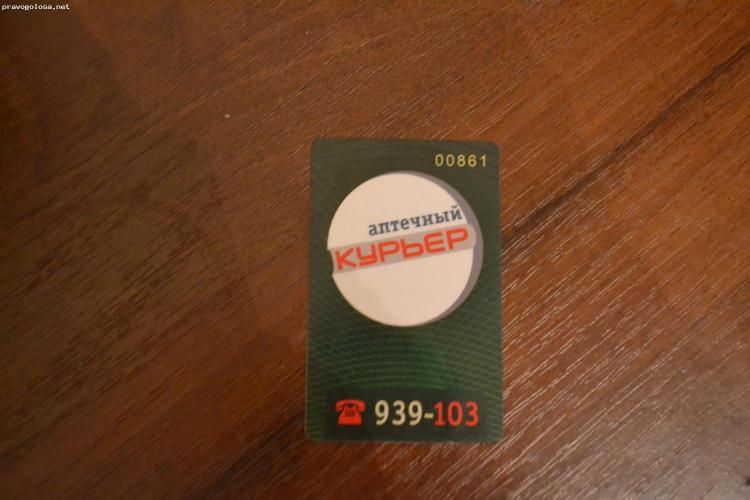 pravogolosa.net
00861
аптечный
КУРЬЕР
939-103